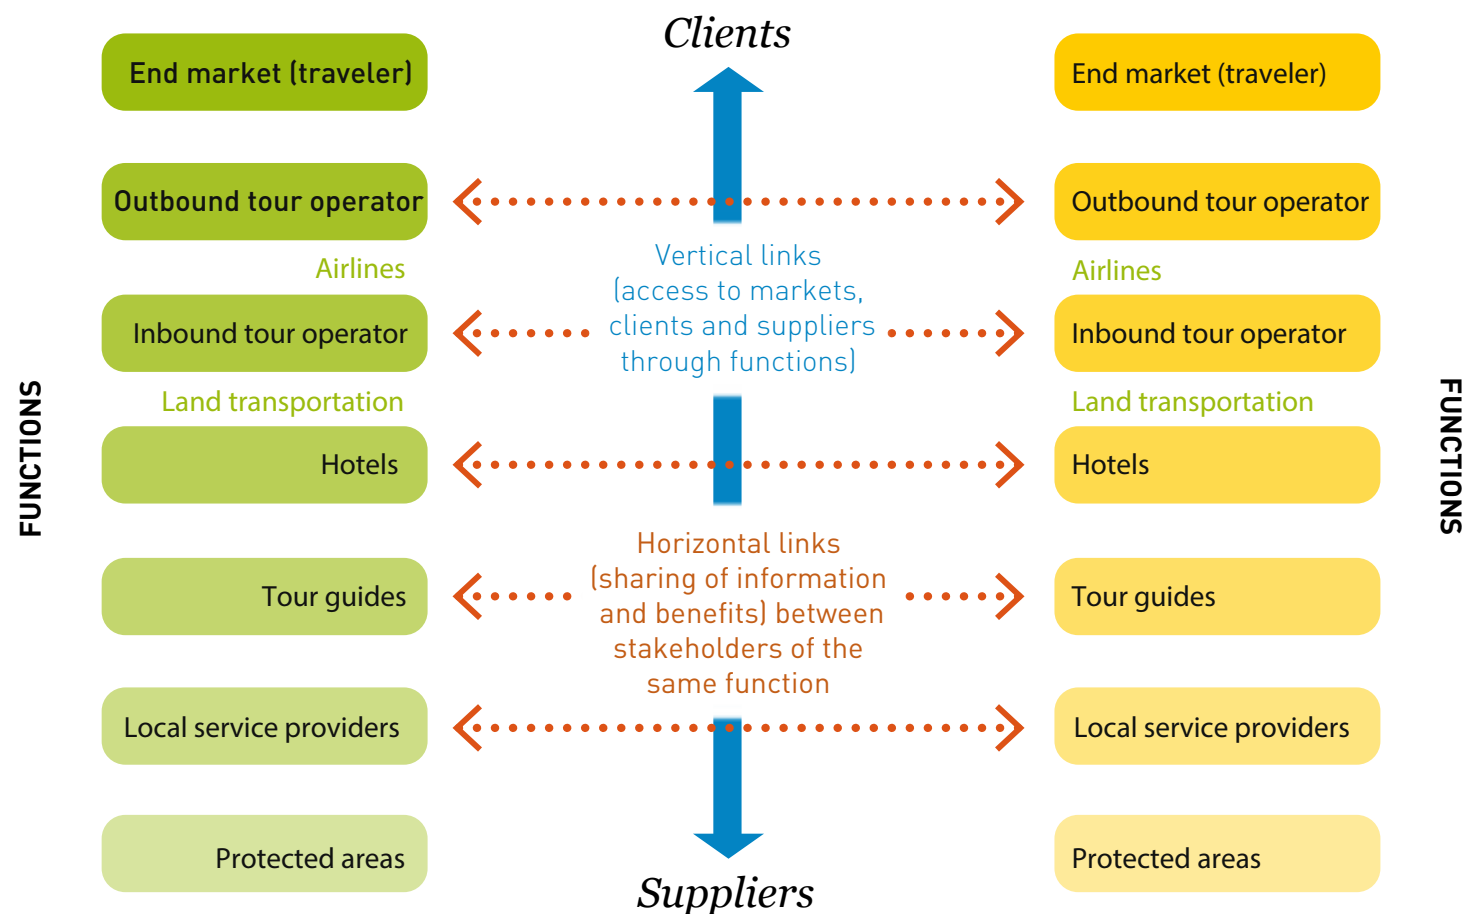 Clients
End market (traveler)
End market (traveler)
Outbound tour operator
Outbound tour operator
Vertical links
(access to markets,
clients and suppliers
through functions)
Airlines
Airlines
Inbound tour operator
Inbound tour operator
FUNCTIONS
FUNCTIONS
Land transportation
Land transportation
Hotels
Hotels
Horizontal links
(sharing of information
and benefits) between
stakeholders of the
same function
Tour guides
Tour guides
Local service providers
Local service providers
Protected areas
Protected areas
Suppliers